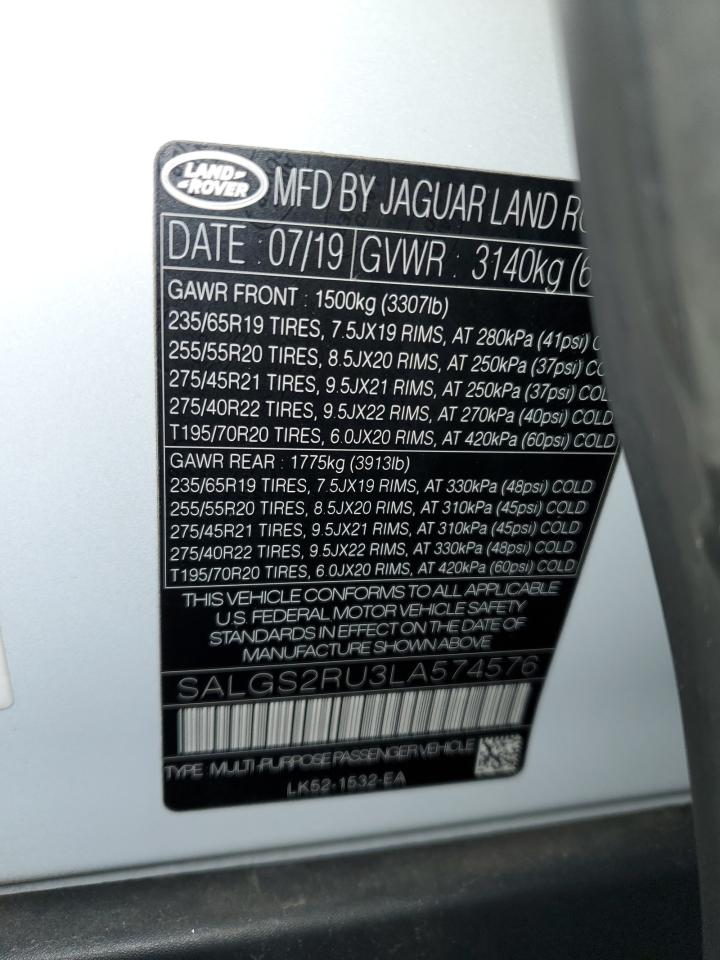 LAND-
-ROVER
MFD BY JAGUAR LAND
DATE : 07/19 GVWR : 3140kg (6
GAWR FRONT : 1500kg (3307lb)
235/65R19 TIRES, 7.5JX19 RIMS, AT 280kPa (41psi) C
255/55R20 TIRES, 8.5JX20 RIMS, AT 250kPa (37psi) CO
275/45R21 TIRES, 9.5JX21 RIMS, AT 250kPa (37psi) COL
275/40R22 TIRES, 9.5JX22 RIMS, AT 270kPa (40psi) COLD
T195/70R20 TIRES, 6.0JX20 RIMS, AT 420kPa (60psi) COLD
GAWR REAR : 1775kg (3913lb)
235/65R19 TIRES, 7.5JX19 RIMS, AT 330kPa (48psi) COLD
255/55R20 TIRES, 8.5JX20 RIMS, AT 310kPa (45psi) COLD
275/45R21 TIRES, 9.5JX21 RIMS, AT 310kPa (45psi) COLD
275/40R22 TIRES, 9.5JX22 RIMS, AT 330kPa (48psi) COLD
T195/70R20 TIRES, 6.0JX20 RIMS, AT 420kPa (60psi) COLD
THIS VEHICLE CONFORMS TO ALL APPLICABLE
U.S. FEDERAL MOTOR VEHICLE SAFETY
STANDARDS IN EFFECT ON THE DATE OF
MANUFACTURE SHOWN ABOVE
SALGS2RU3LA574576
TYPE MULTI-PURPOSE PASSENGER VEHICLE
LK52-1532-EA